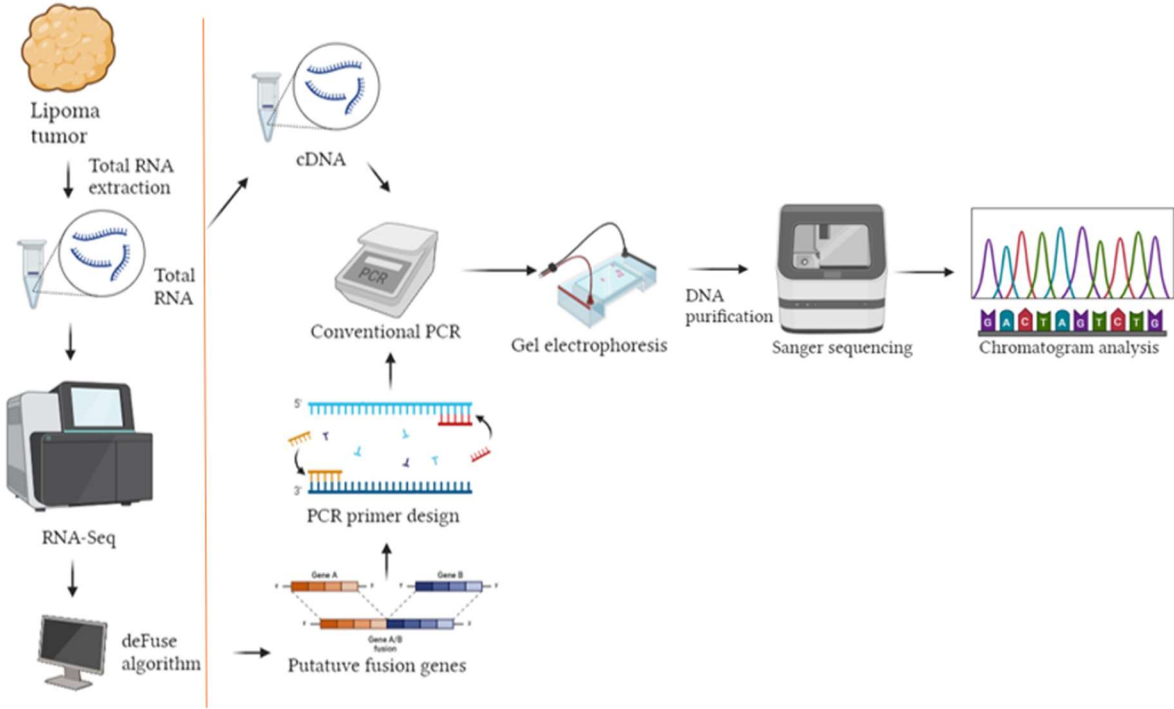 Lipoma
tumor
Total RNA
extraction
Total
RNA
RNA-Seq
deFuse
algorithm
cDNA
PCR
Conventional PCR
5'
3'
PCR primer design
Gene A
Gene B
Gene A/B
fusion
Putatuve fusion genes
Gel electrophoresis
DNA
purification
Sanger sequencing
G A C T A G T C T G
Chromatogram analysis